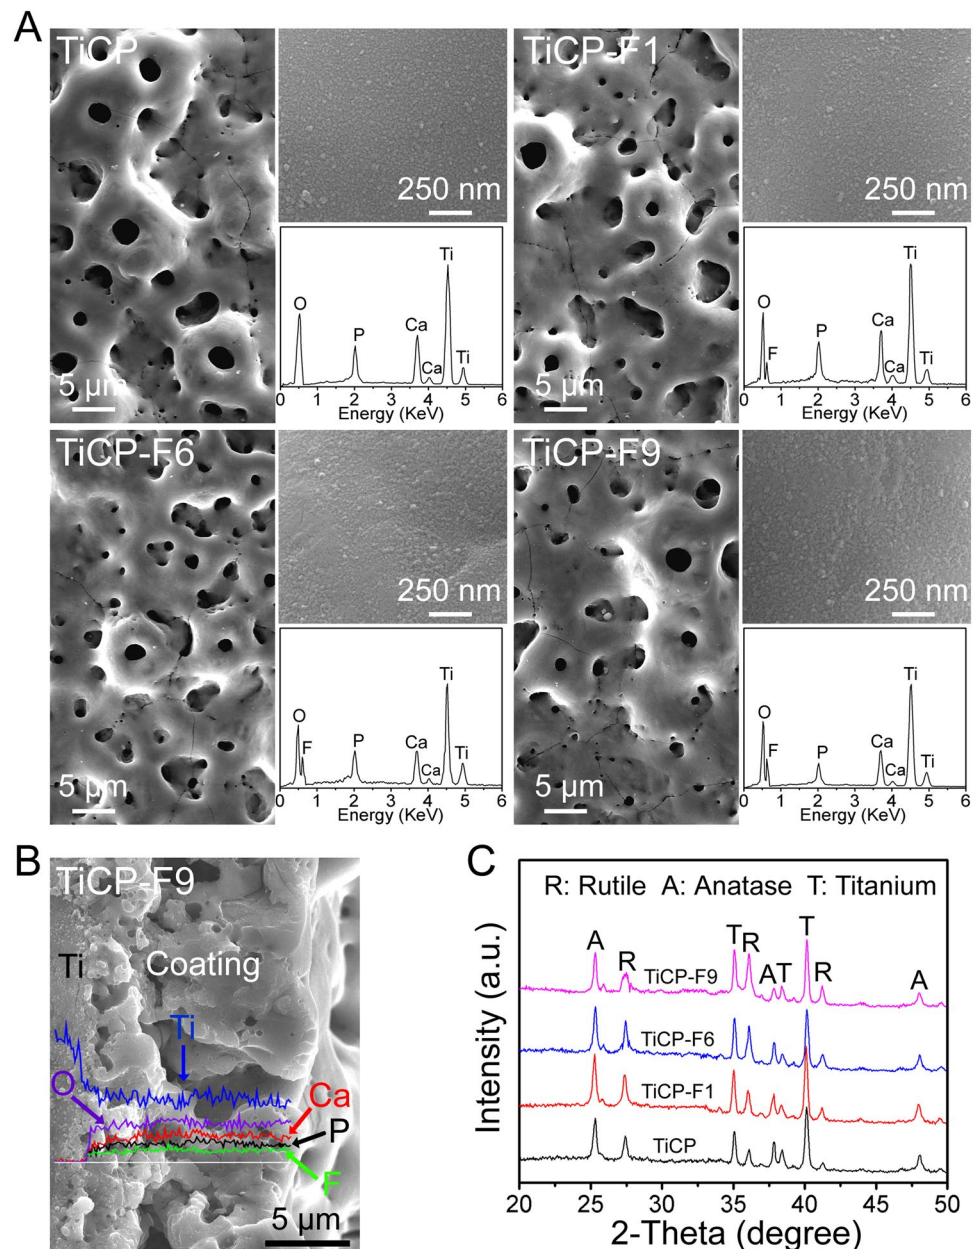 A
TiCP
250 nm
5 µm
O
P
Ca
Ca
Ti
Ti
0 1 2 3 4 5 6
Energy (KeV)
TiCP-F1
250 nm
5 µm
O
F
P
Ca
Ca
Ti
Ti
0 1 2 3 4 5 6
Energy (KeV)
TiCP-F6
250 nm
5 µm
O
F
P
Ca
Ca
Ti
Ti
0 1 2 3 4 5 6
Energy (KeV)
TiCP-F9
250 nm
5 µm
O
F
P
Ca
Ca
Ti
Ti
0 1 2 3 4 5 6
Energy (KeV)
B
TiCP-F9
Ti
Coating
Ti
O
Ca
P
F
5 µm
C
R: Rutile A: Anatase T: Titanium
A
R
T
R
A
T
T
R
A
TiCP-F9
TiCP-F6
TiCP-F1
TiCP
Intensity (a.u.)
20 25 30 35 40 45 50
2-Theta (degree)